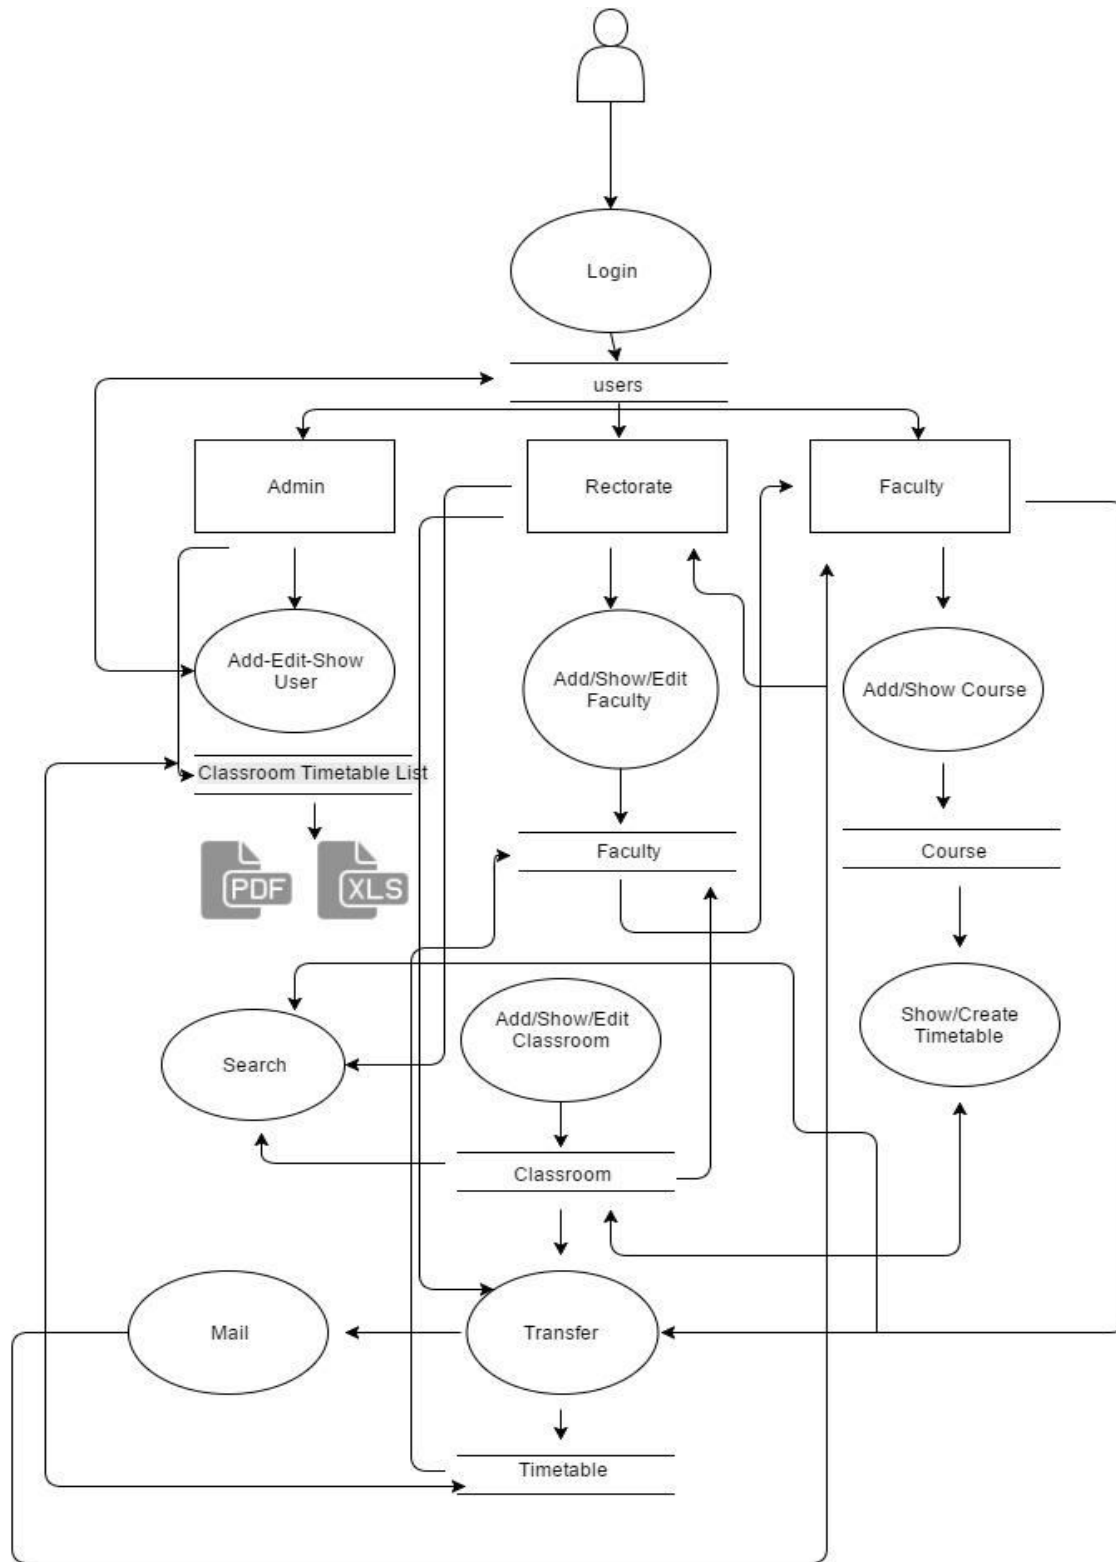 Login
users
Admin
Rectorate
Faculty
Add-Edit-Show
User
Add/Show/Edit
Faculty
Add/Show Course
Classroom Timetable List
PDF
XLS
Faculty
Course
Search
Add/Show/Edit
Classroom
Show/Create
Timetable
Classroom
Mail
Transfer
Timetable